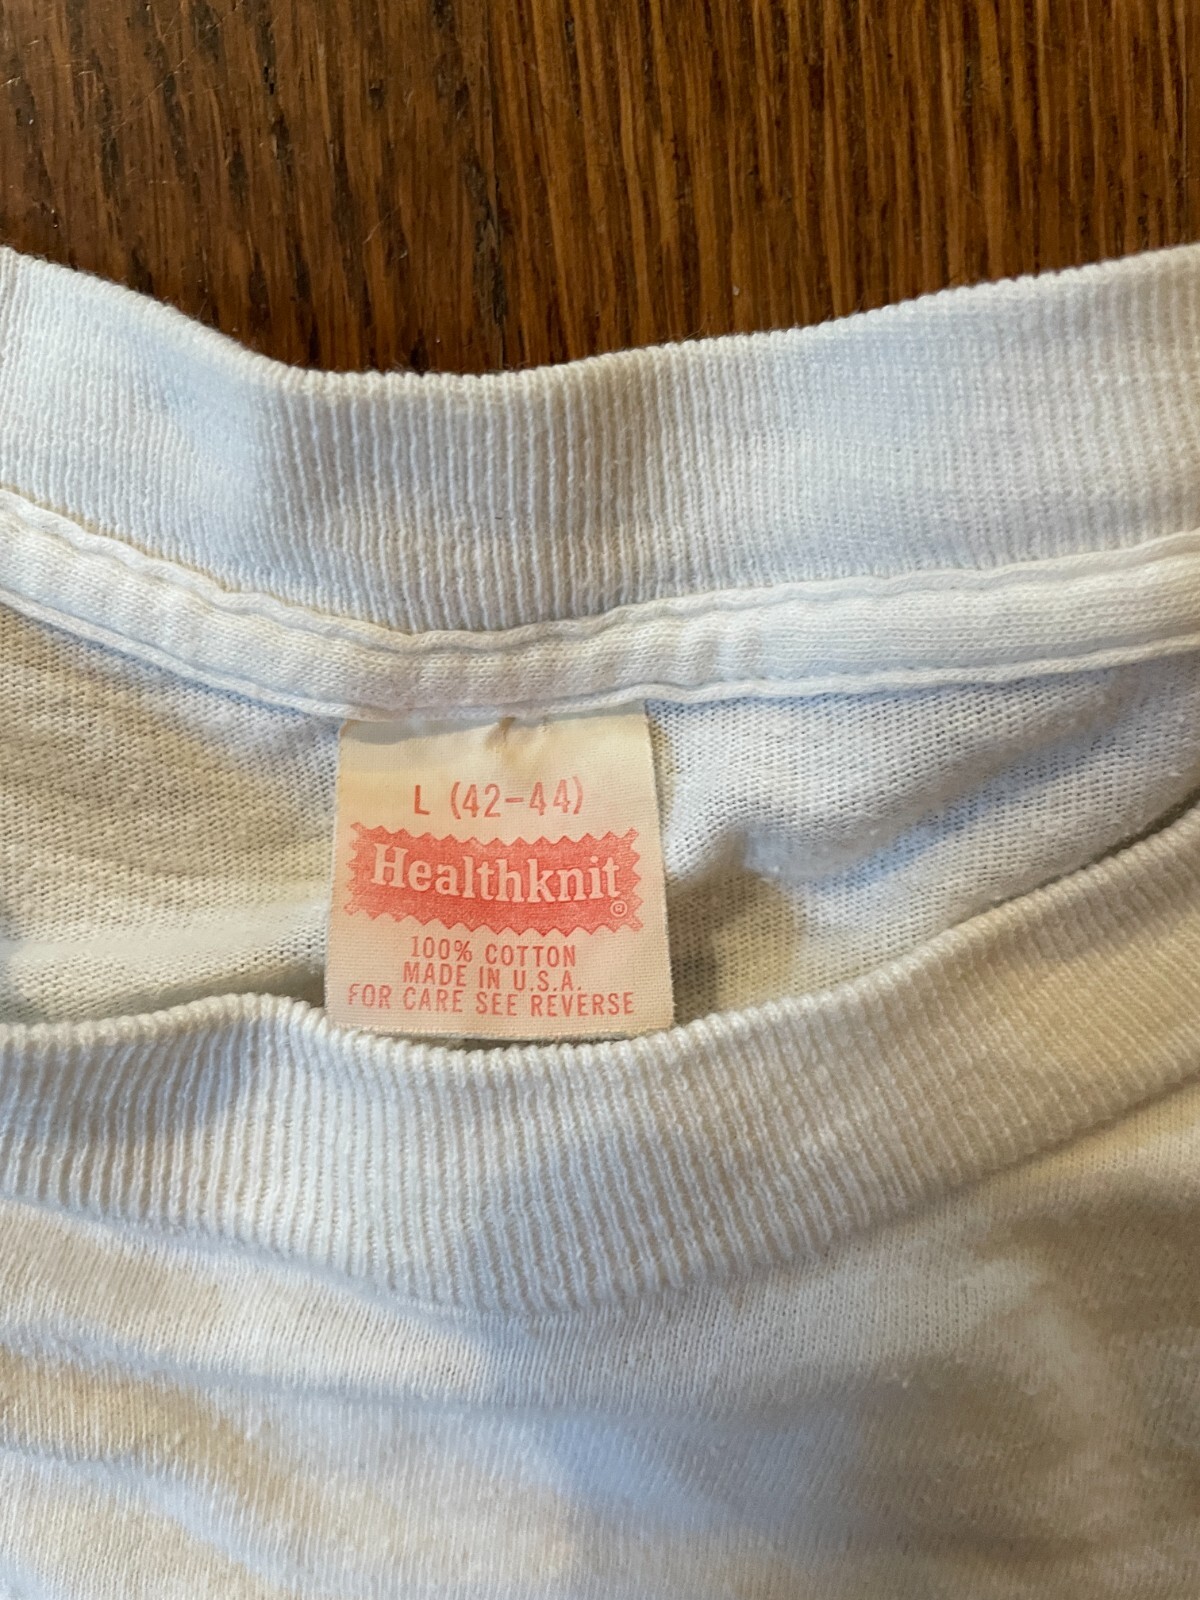 L (42-44)
Healthknit®
100% COTTON
MADE IN U.S.A.
FOR CARE SEE REVERSE